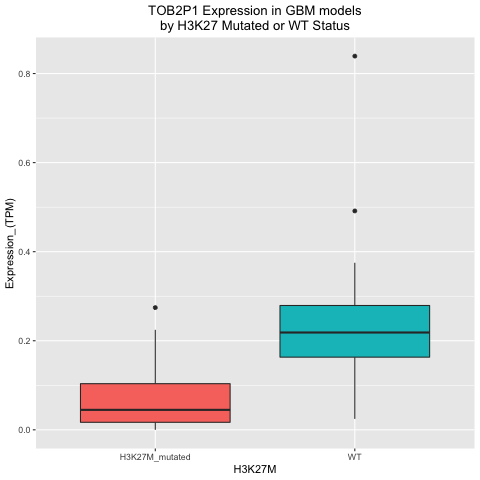 TOB2P1 Expression in GBM models
by H3K27 Mutated or WT Status
Expression_(TPM)
0.8
0.6
0.4
0.2
0.0
H3K27M_mutated
WT
H3K27M